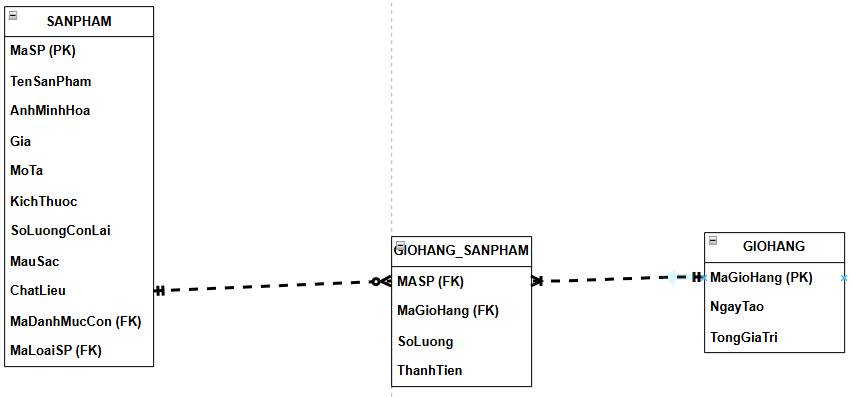 SANPHAM
MaSP (PK)
TenSanPham
AnhMinhHoa
Gia
MoTa
KichThuoc
SoLuongConLai
MauSac
ChatLieu
MaDanhMucCon (FK)
MaLoaiSP (FK)
GIOHANG_SANPHAM
MASP (FK)
MaGioHang (FK)
SoLuong
ThanhTien
GIOHANG
MaGioHang (PK)
NgayTao
TongGiaTri